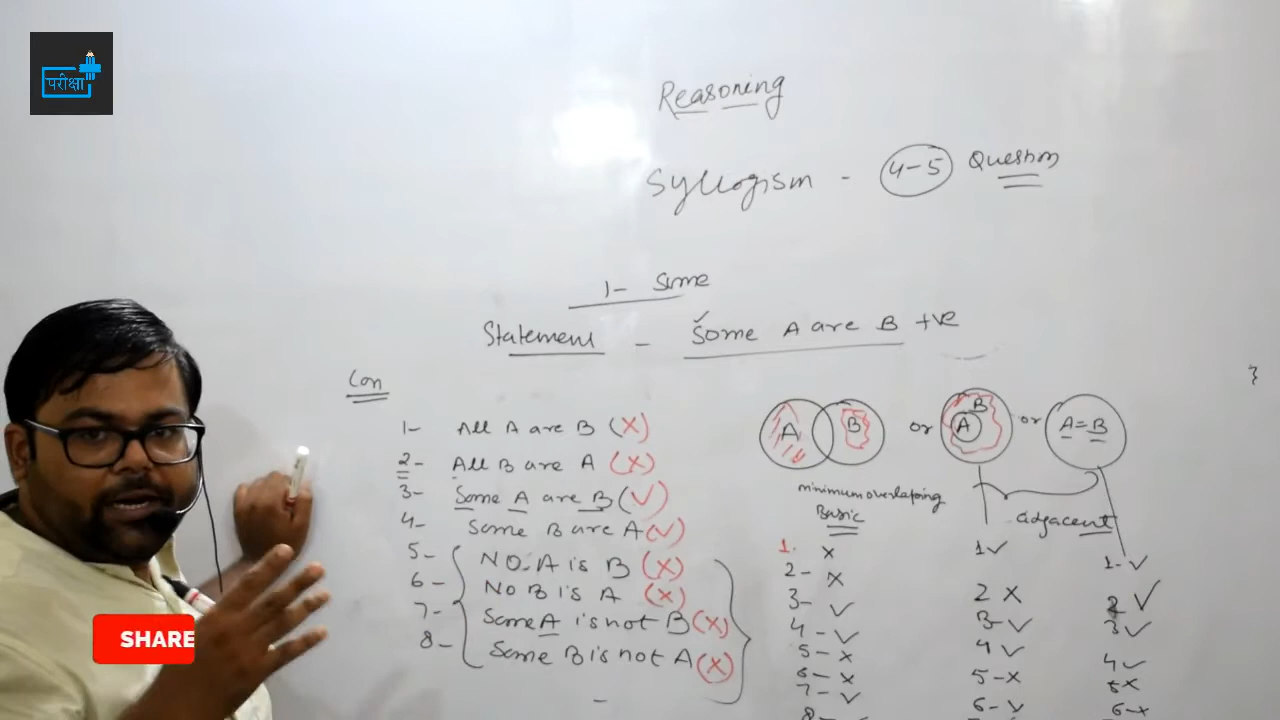 परीक्षा
Reasoning
Syllogism - 4-5 Question
1- Some
Statement - ✓Some A are B +ve
Con
1- All A are B (X)
2- All B are A (X)
3- Some A are B (✓)
4- Some B are A (✓)
5- NO A is B (X)
6- No B is A (X)
7- Some A is not B (X)
8- Some B is not A (X)
A B or A B or A=B
minimum overlaping
Basic
adjacent
1. X
2- X
3- ✓
4- ✓
5- X
6- X
7- ✓
8-
1 ✓
2 X
3- ✓
4 ✓
5- X
6- ✓
1- ✓
2 ✓
3 ✓
4 ✓
5 X
6- X
SHARE